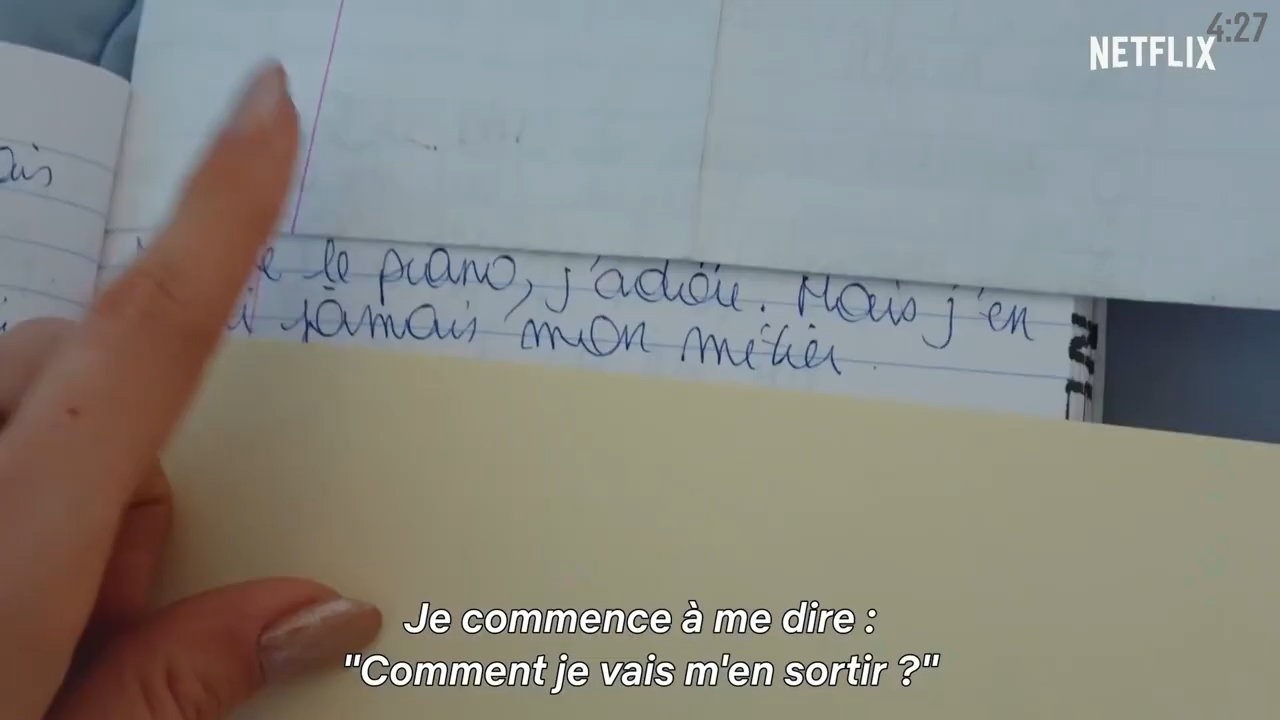 4:27
NETFLIX
ais
le piano, j'adore. Mais j'en
jamais mon métier.
Je commence à me dire :
"Comment je vais m'en sortir ?"